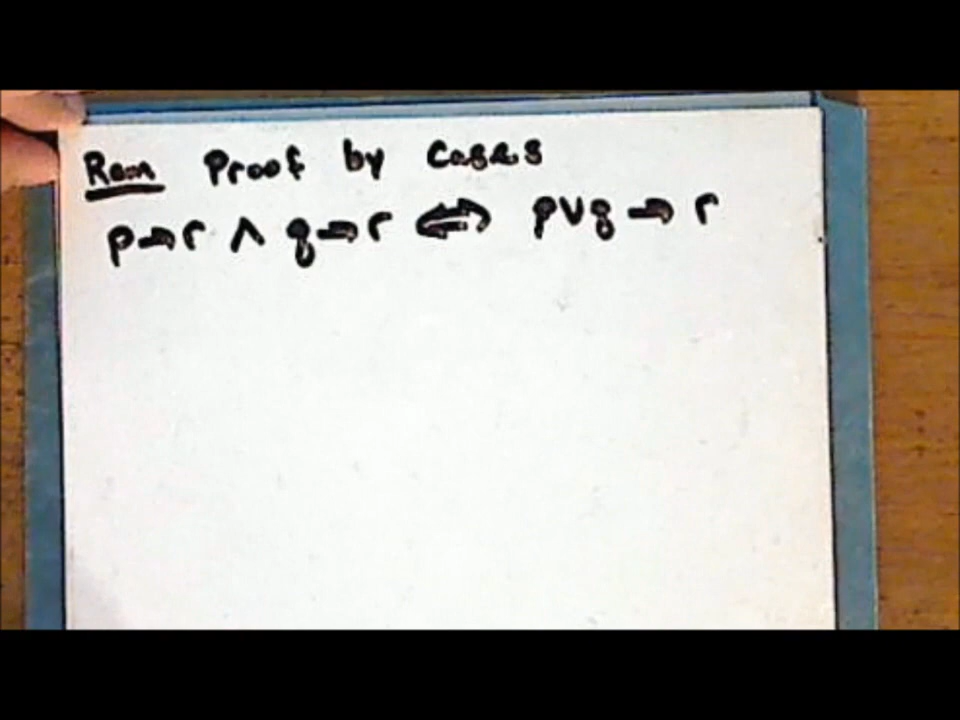 Rem Proof by Cases
p→r ∧ q→r ⇔ p∨q → r